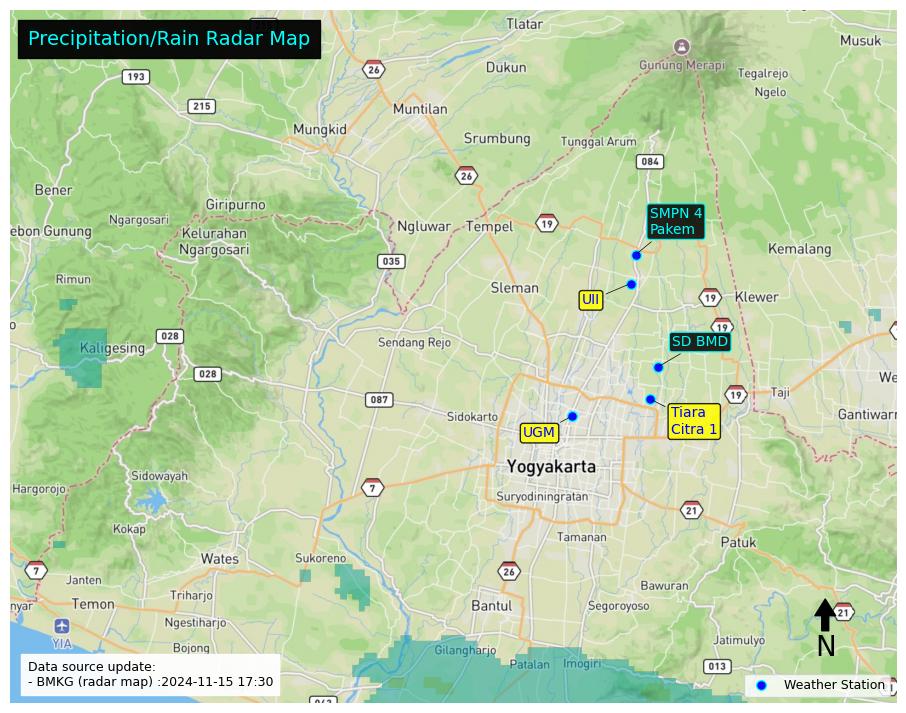 Precipitation/Rain Radar Map
Tlatar
Musuk
Gunung Merapi
26
Dukun
Tegalrejo
193
Ngelo
215
Muntilan
Mungkid
Srumbung
Tunggal Arum
084
26
Bener
Giripurno
SMPN 4
Pakem
Ngargosari
Ngluwar
Tempel
19
ebon Gunung
Kelurahan
Ngargosari
Kemalang
035
Rimun
Sleman
UII
19
Klewer
19
028
Kaligesing
Sendang Rejo
SD BMD
028
We
087
19
Taji
Sidokarto
Tiara
Citra 1
Gantiwarn
UGM
Yogyakarta
Sidowayah
Hargorojo
7
Suryodiningratan
21
Kokap
Tamanan
Patuk
Wates
Sukoreno
7
26
Janten
Bawuran
Triharjo
nyar
Temon
Bantul
Segoroyoso
21
Ngestiharjo
YIA
Bojong
Gilangharjo
Jatimulyo
N
Patalan
Imogiri
013
Data source update:
- BMKG (radar map) :2024-11-15 17:30
Weather Station